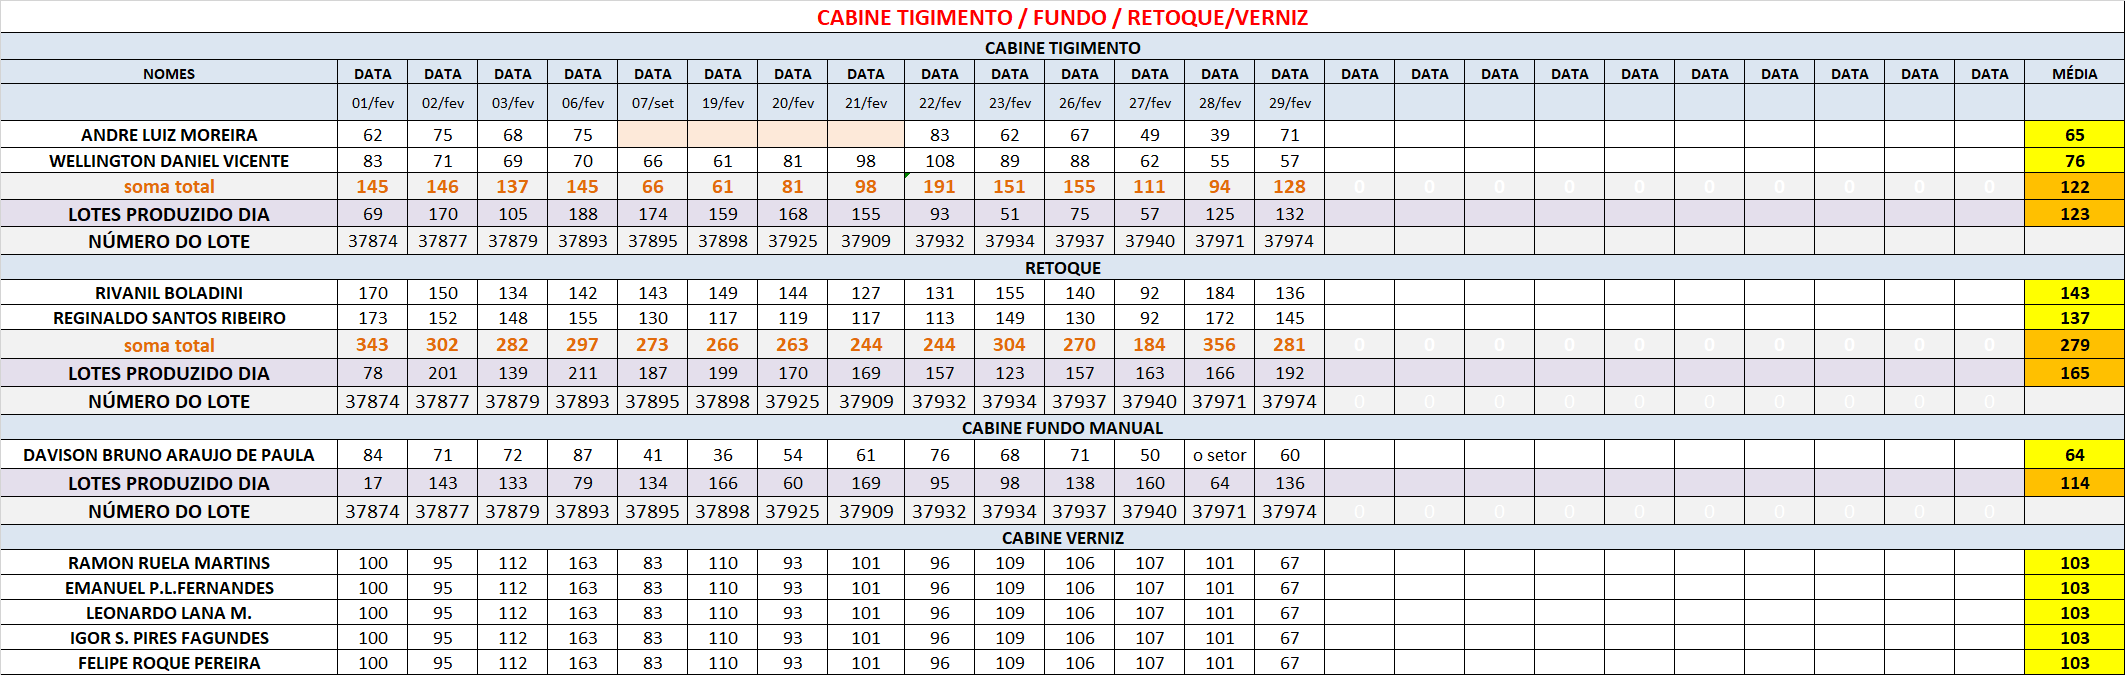 CABINE TIGIMENTO / FUNDO / RETOQUE/VERNIZ
CABINE TIGIMENTO
NOMES DATA DATA DATA DATA DATA DATA DATA DATA DATA DATA DATA DATA DATA DATA DATA DATA DATA DATA DATA DATA DATA DATA DATA DATA MÉDIA
01/fev 02/fev 03/fev 06/fev 07/set 19/fev 20/fev 21/fev 22/fev 23/fev 26/fev 27/fev 28/fev 29/fev
ANDRE LUIZ MOREIRA 62 75 68 75 83 62 67 49 39 71 65
WELLINGTON DANIEL VICENTE 83 71 69 70 66 61 81 98 108 89 88 62 55 57 76
soma total 145 146 137 145 66 61 81 98 191 151 155 111 94 128 0 0 0 0 0 0 0 0 0 0 122
LOTES PRODUZIDO DIA 69 170 105 188 174 159 168 155 93 51 75 57 125 132 123
NÚMERO DO LOTE 37874 37877 37879 37893 37895 37898 37925 37909 37932 37934 37937 37940 37971 37974
RETOQUE
RIVANIL BOLADINI 170 150 134 142 143 149 144 127 131 155 140 92 184 136 143
REGINALDO SANTOS RIBEIRO 173 152 148 155 130 117 119 117 113 149 130 92 172 145 137
soma total 343 302 282 297 273 266 263 244 244 304 270 184 356 281 0 0 0 0 0 0 0 0 0 0 279
LOTES PRODUZIDO DIA 78 201 139 211 187 199 170 169 157 123 157 163 166 192 165
NÚMERO DO LOTE 37874 37877 37879 37893 37895 37898 37925 37909 37932 37934 37937 37940 37971 37974 0 0 0 0 0 0 0 0 0 0
CABINE FUNDO MANUAL
DAVISON BRUNO ARAUJO DE PAULA 84 71 72 87 41 36 54 61 76 68 71 50 o setor 60 64
LOTES PRODUZIDO DIA 17 143 133 79 134 166 60 169 95 98 138 160 64 136 114
NÚMERO DO LOTE 37874 37877 37879 37893 37895 37898 37925 37909 37932 37934 37937 37940 37971 37974 0 0 0 0 0 0 0 0 0 0
CABINE VERNIZ
RAMON RUELA MARTINS 100 95 112 163 83 110 93 101 96 109 106 107 101 67 103
EMANUEL P.L.FERNANDES 100 95 112 163 83 110 93 101 96 109 106 107 101 67 103
LEONARDO LANA M. 100 95 112 163 83 110 93 101 96 109 106 107 101 67 103
IGOR S. PIRES FAGUNDES 100 95 112 163 83 110 93 101 96 109 106 107 101 67 103
FELIPE ROQUE PEREIRA 100 95 112 163 83 110 93 101 96 109 106 107 101 67 103